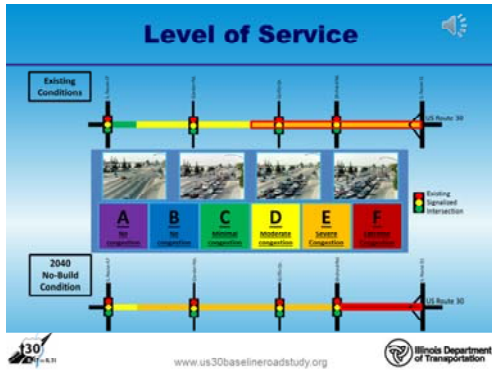 Level of Service
Existing
Conditions
US Route 30
A
No
congestion
B
No
congestion
C
Minimal
congestion
D
Moderate
congestion
E
Severe
Congestion
F
Existing
Signalized
Intersection
2040
No-Build
Condition
US Route 30
30
www.us30baselineroadstudy.org
Illinois Department
of Transportation